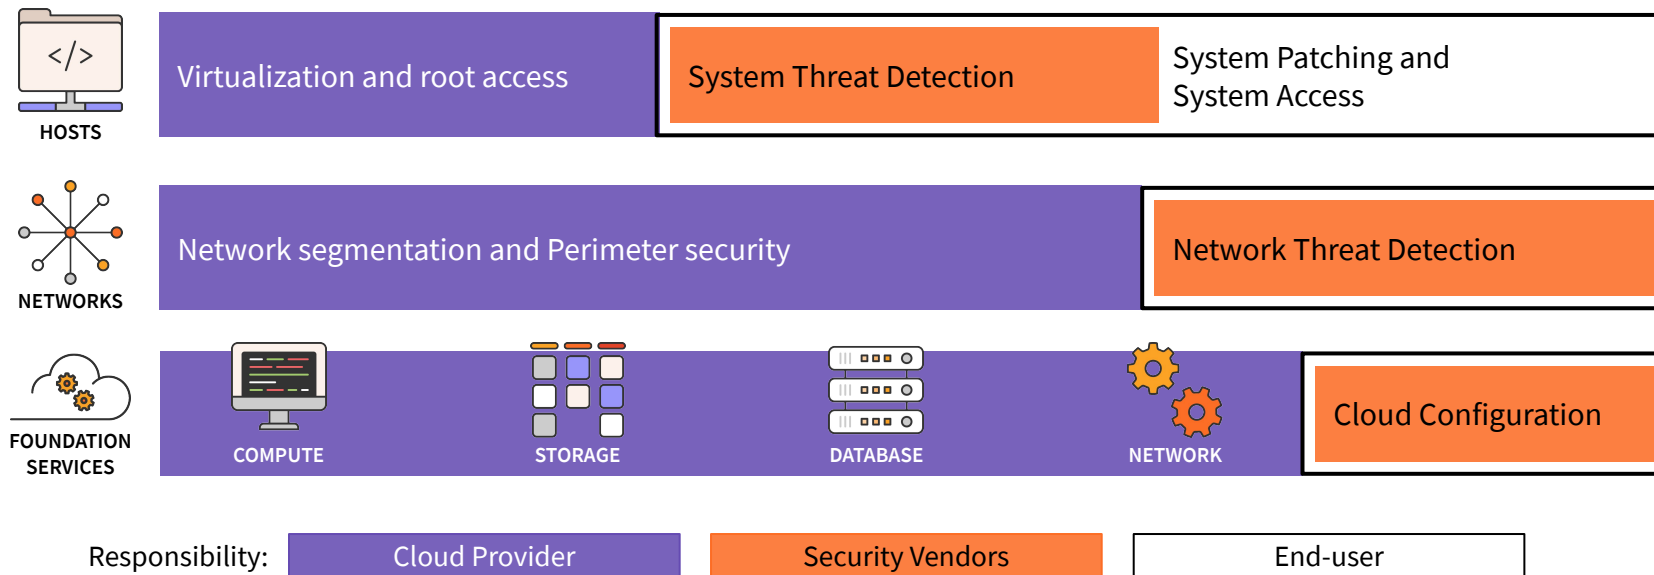 </>
HOSTS
Virtualization and root access
System Threat Detection
System Patching and
System Access
NETWORKS
Network segmentation and Perimeter security
Network Threat Detection
FOUNDATION
SERVICES
COMPUTE
STORAGE
DATABASE
NETWORK
Cloud Configuration
Responsibility:
Cloud Provider
Security Vendors
End-user